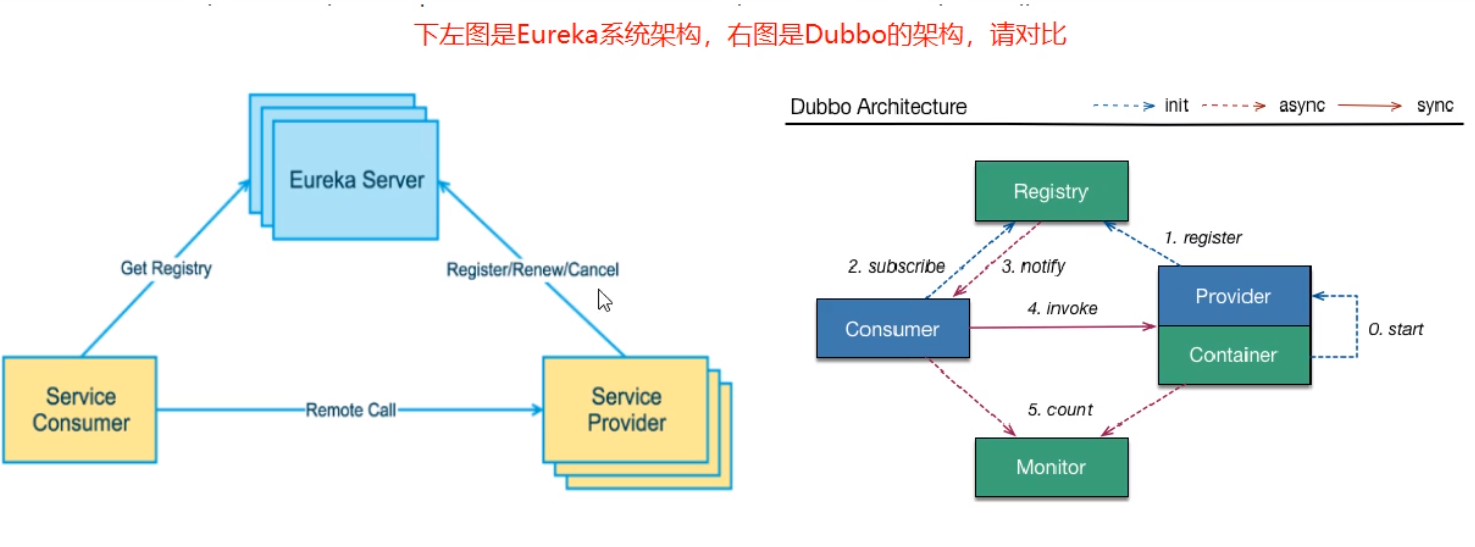 下左图是Eureka系统架构，右图是Dubbo的架构，请对比
Eureka Server
Get Registry
Register/Renew/Cancel
Service
Consumer
Remote Call
Service
Provider
Dubbo Architecture
init
async
sync
Registry
1. register
2. subscribe
3. notify
Provider
Consumer
4. invoke
0. start
Container
5. count
Monitor